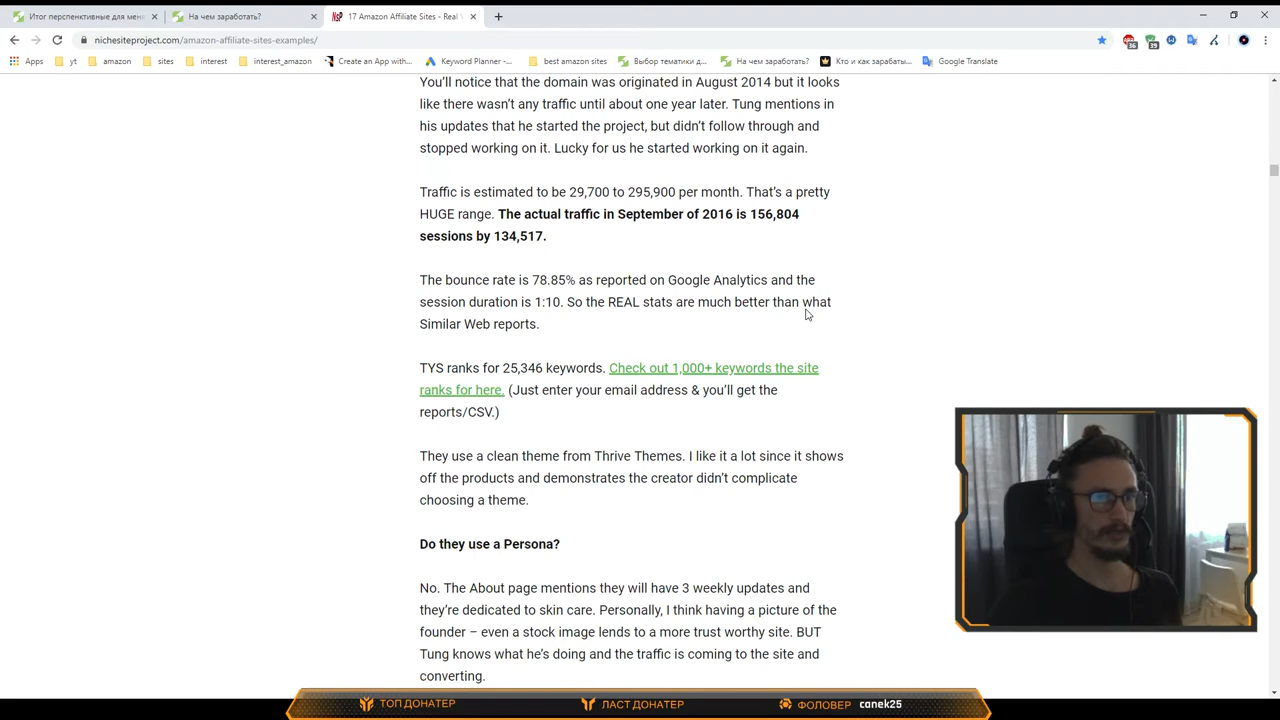 Итог перспенктивные для меня
На чем заработать?
17 Amazon Affiliate Sites - Real
nichesiteproject.com/amazon-affiliate-sites-examples/
36
39
Apps
yt
amazon
sites
interest
interest_amazon
Create an App with...
Keyword Planner -...
best amazon sites
Выбор тематики д...
На чем заработать?
Кто и как зарабаты...
Google Translate
You'll notice that the domain was originated in August 2014 but it looks
like there wasn't any traffic until about one year later. Tung mentions in
his updates that he started the project, but didn't follow through and
stopped working on it. Lucky for us he started working on it again.
Traffic is estimated to be 29,700 to 295,900 per month. That's a pretty
HUGE range. The actual traffic in September of 2016 is 156,804
sessions by 134,517.
The bounce rate is 78.85% as reported on Google Analytics and the
session duration is 1:10. So the REAL stats are much better than what
Similar Web reports.
TYS ranks for 25,346 keywords. Check out 1,000+ keywords the site
ranks for here. (Just enter your email address & you'll get the
reports/CSV.)
They use a clean theme from Thrive Themes. I like it a lot since it shows
off the products and demonstrates the creator didn't complicate
choosing a theme.
Do they use a Persona?
No. The About page mentions they will have 3 weekly updates and
they're dedicated to skin care. Personally, I think having a picture of the
founder – even a stock image lends to a more trust worthy site. BUT
Tung knows what he's doing and the traffic is coming to the site and
converting.
ТОП ДОНАТЕР
ЛАСТ ДОНАТЕР
ФОЛОВЕР canek25